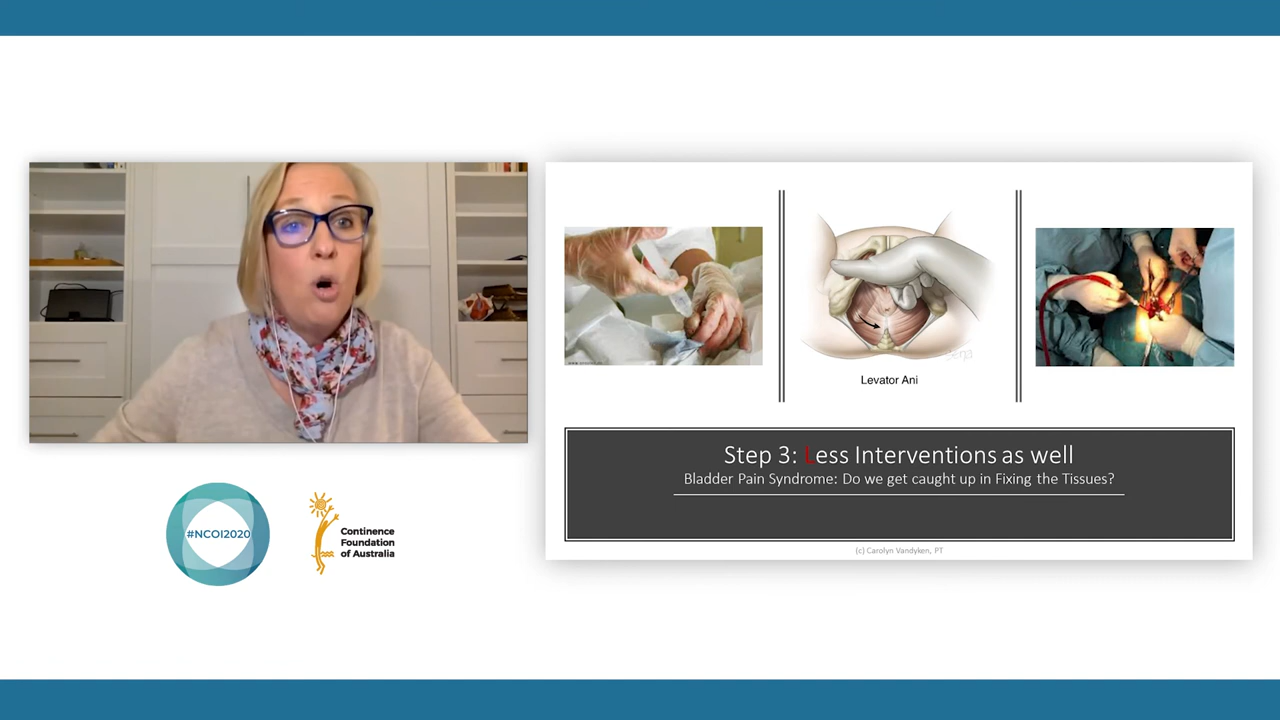 Levator Ani
Step 3: Less Interventions as well
Bladder Pain Syndrome: Do we get caught up in Fixing the Tissues?
(c) Carolyn Vandyken, PT
#NCOI2020
Continence
Foundation
of Australia